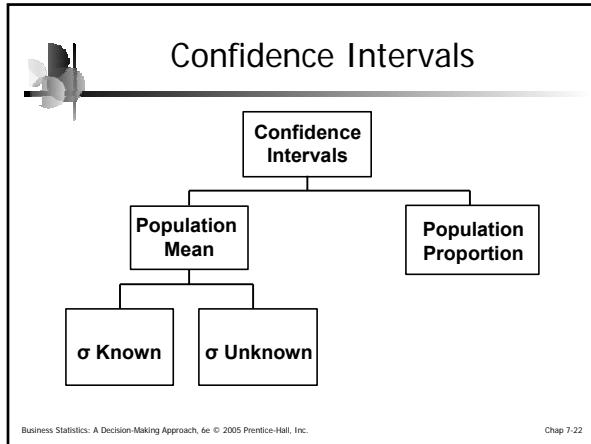 Confidence Intervals
Confidence
Intervals
Population
Mean
Population
Proportion
σ Known
σ Unknown
Business Statistics: A Decision-Making Approach, 6e © 2005 Prentice-Hall, Inc.
Chap 7-22